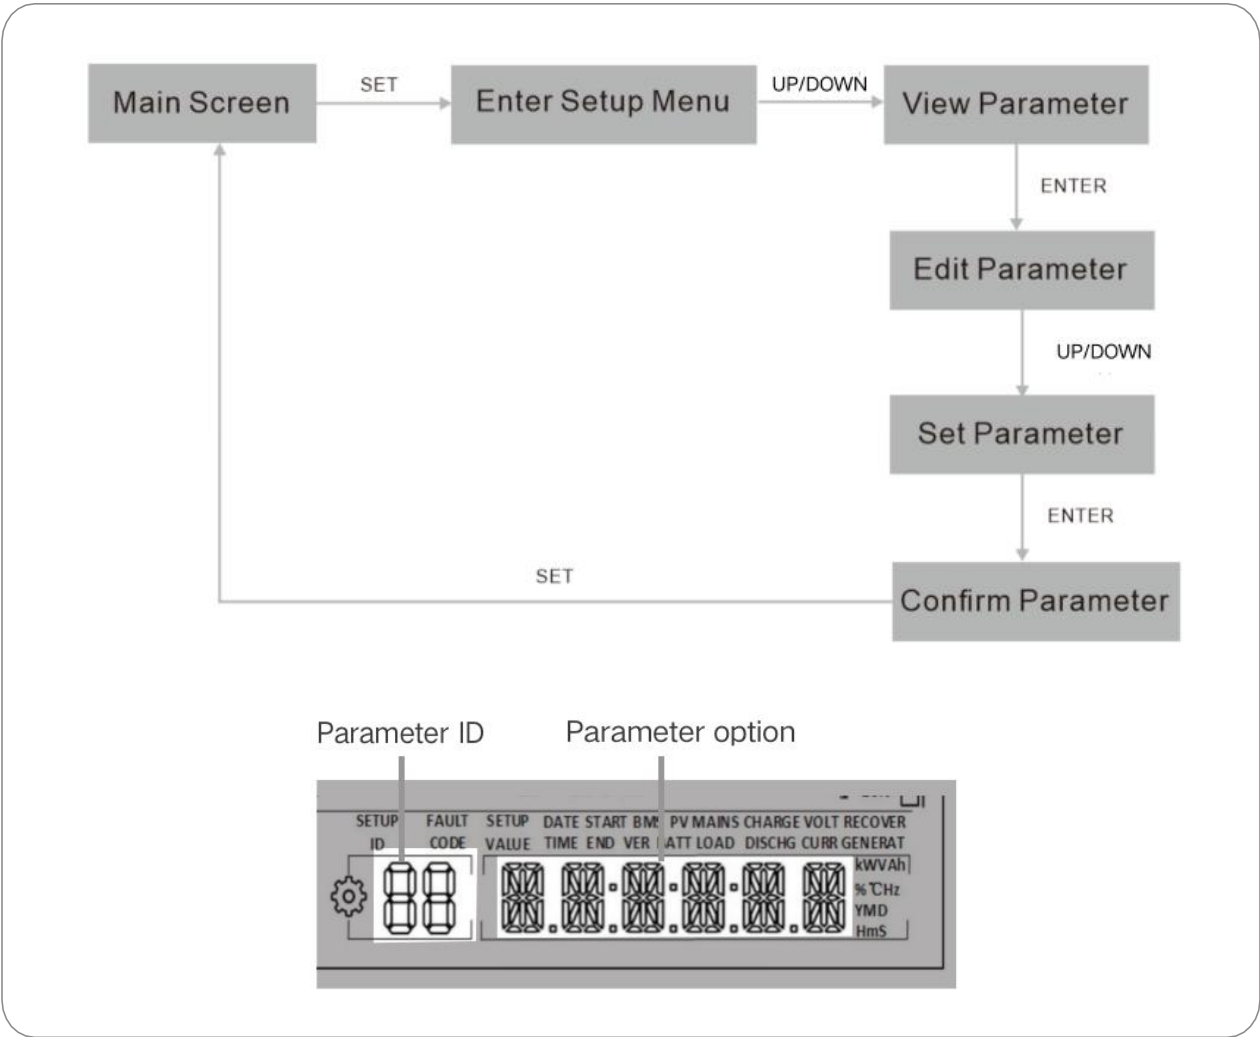 Main Screen
SET
Enter Setup Menu
UP/DOWN
View Parameter
ENTER
Edit Parameter
UP/DOWN
Set Parameter
ENTER
Confirm Parameter
SET
Parameter ID
Parameter option
SETUP FAULT SETUP DATE START BMS PV MAINS CHARGE VOLT RECOVER
ID CODE VALUE TIME END VER BATT LOAD DISCHG CURR GENERAT
kWVAh
% ℃Hz
YMD
HmS